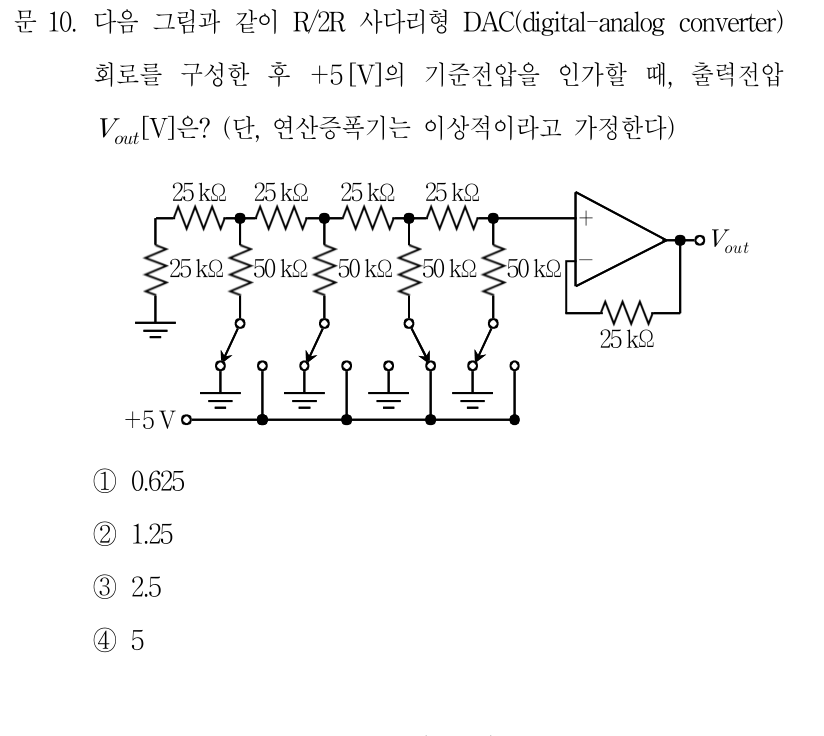 문 10. 다음 그림과 같이 R/2R 사다리형 DAC(digital-analog converter)
회로를 구성한 후 +5[V]의 기준전압을 인가할 때, 출력전압
Vout[V]은? (단, 연산증폭기는 이상적이라고 가정한다)
25 kΩ 25 kΩ 25 kΩ 25 kΩ
+
Vout
25 kΩ 50 kΩ 50 kΩ 50 kΩ 50 kΩ
−
25 kΩ
+5 V
① 0.625
② 1.25
③ 2.5
④ 5